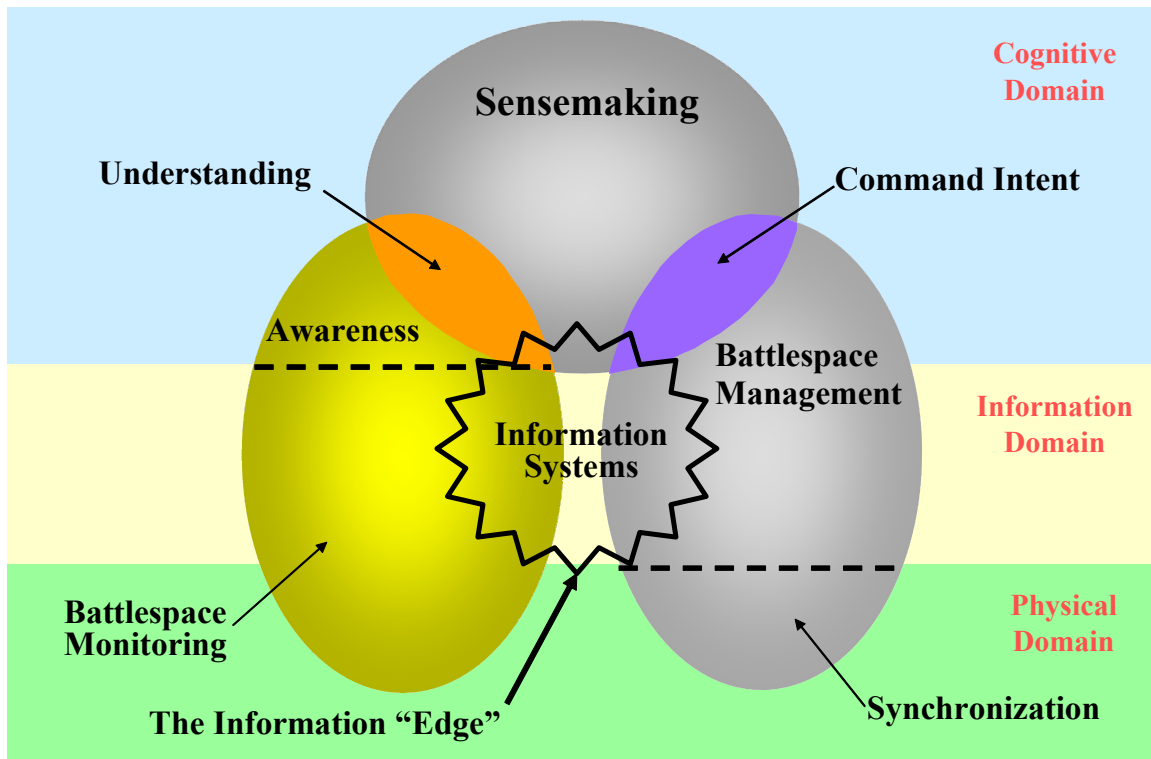 Cognitive
Domain
Sensemaking
Understanding
Command Intent
Awareness
Battlespace
Management
Information
Systems
Information
Domain
Battlespace
Monitoring
Physical
Domain
The Information “Edge”
Synchronization